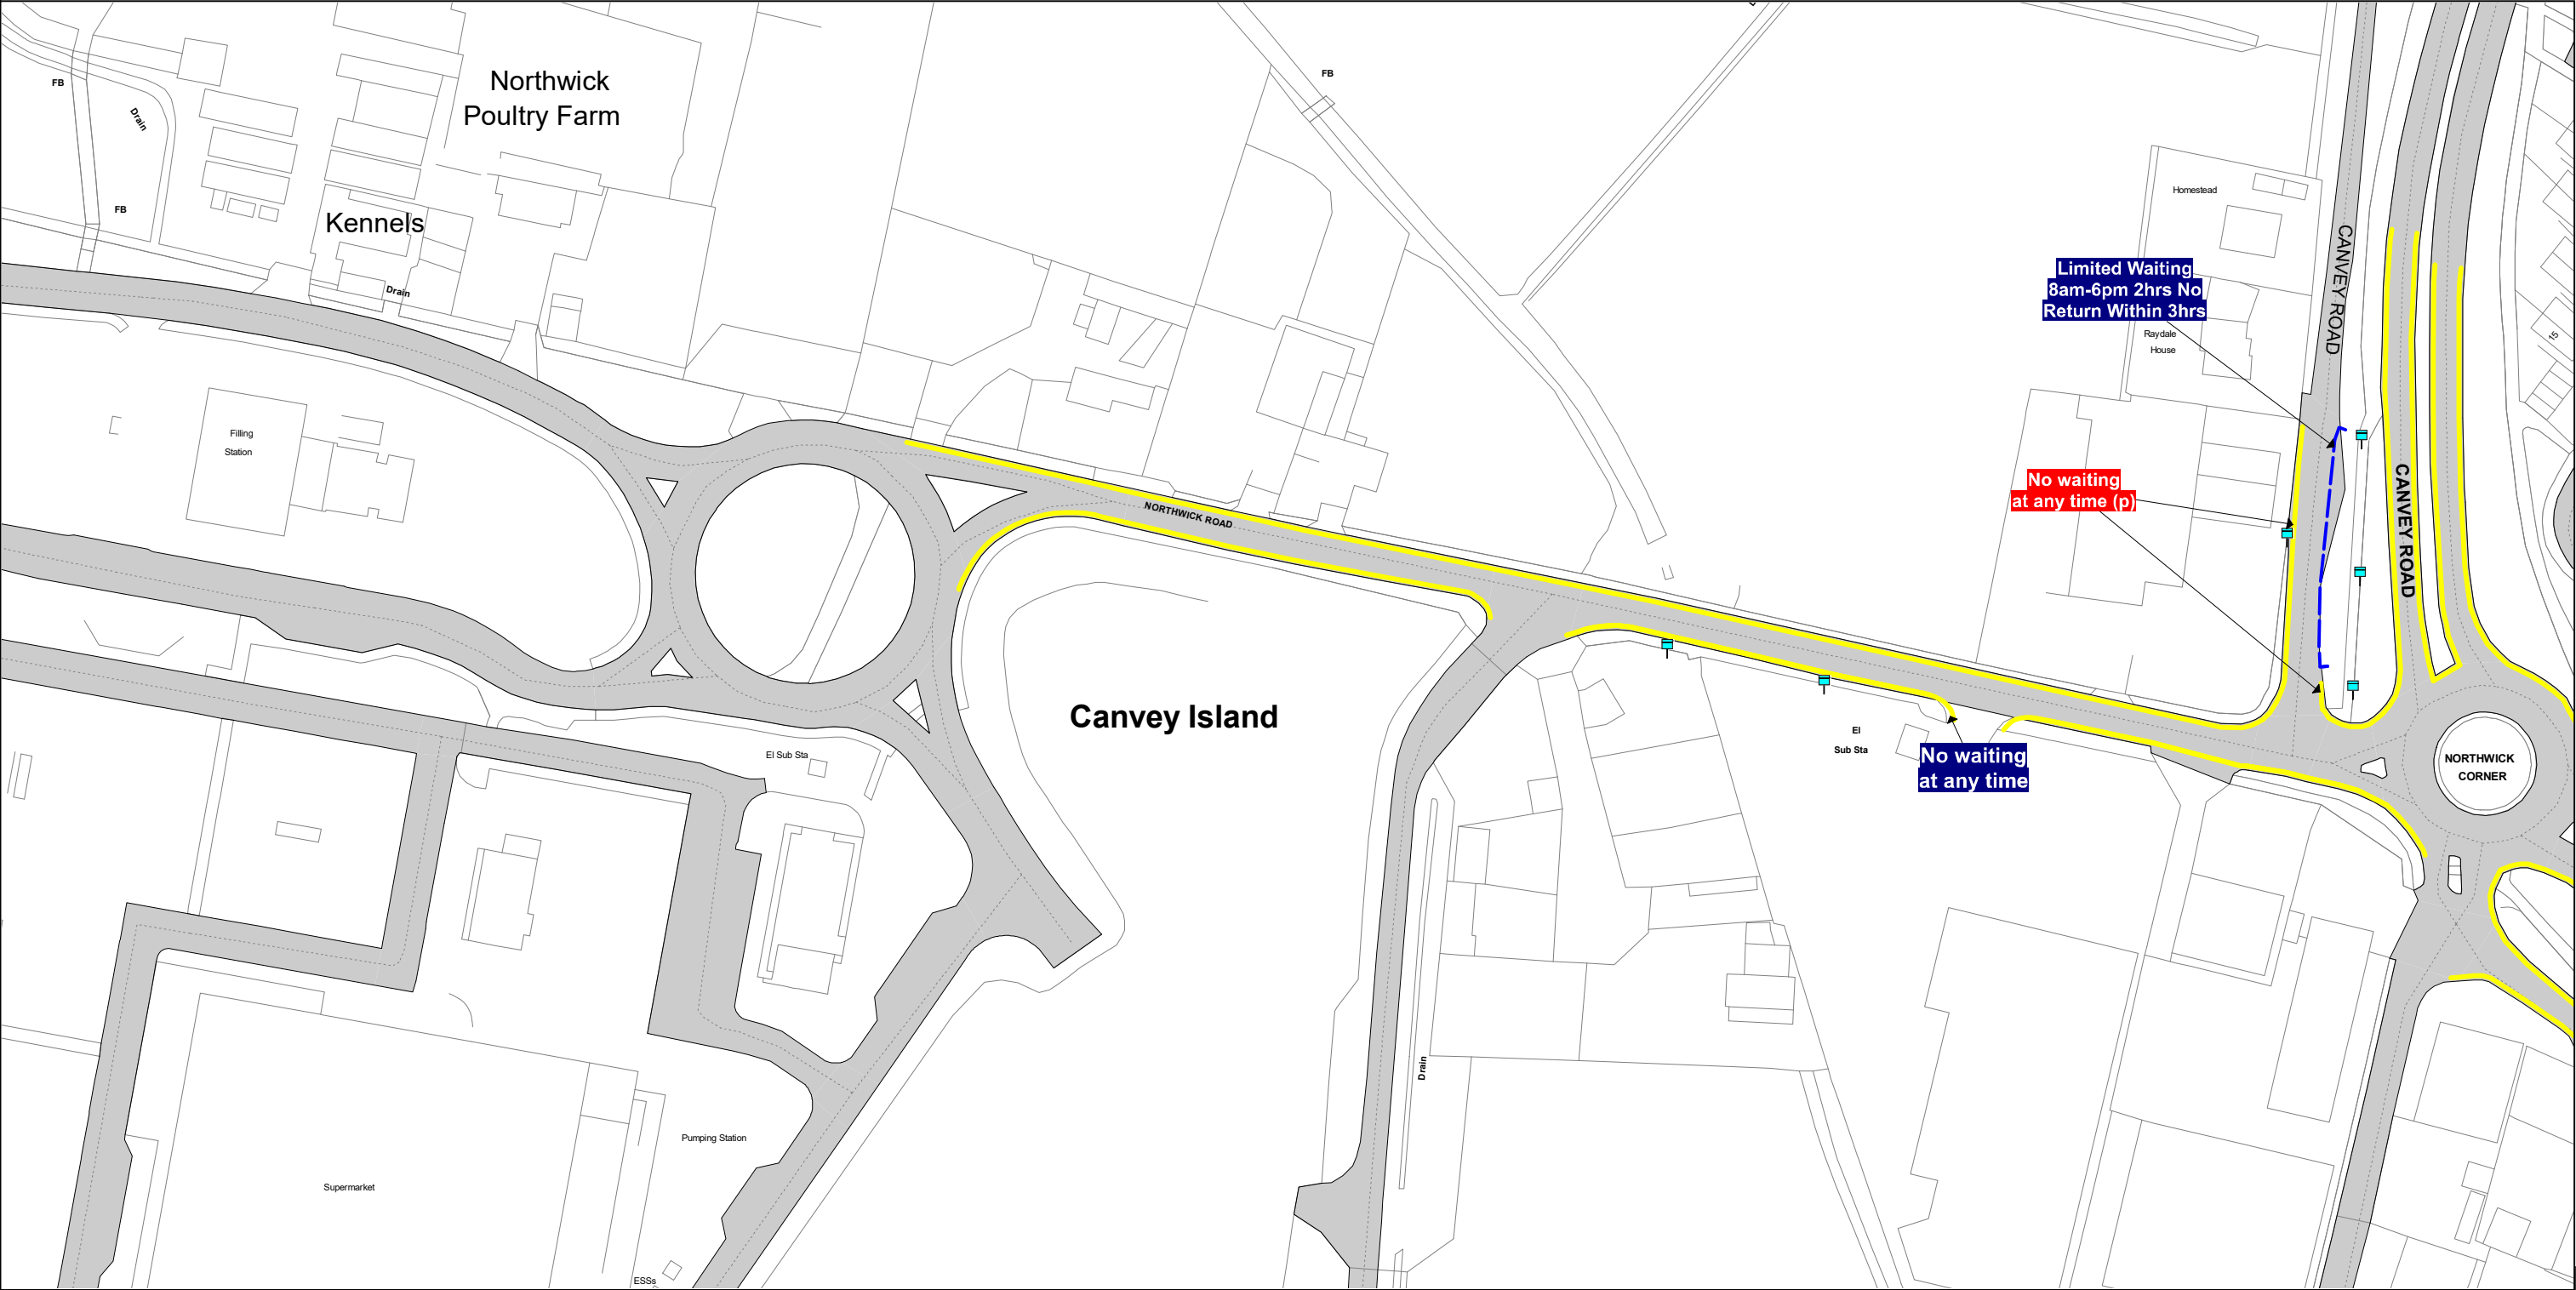 FB
FB
Northwick
Poultry Farm
FB
Drain
Homestead
FB
Kennels
CANVEY ROAD
Limited Waiting
8am-6pm 2hrs No
Return Within 3hrs
Drain
Raydale
House
15
Filling
Station
No waiting
at any time (p)
CANVEY ROAD
NORTHWICK ROAD
Canvey Island
El
Sub Sta
El Sub Sta
No waiting
at any time
NORTHWICK
CORNER
Drain
Pumping Station
Supermarket
ESSs